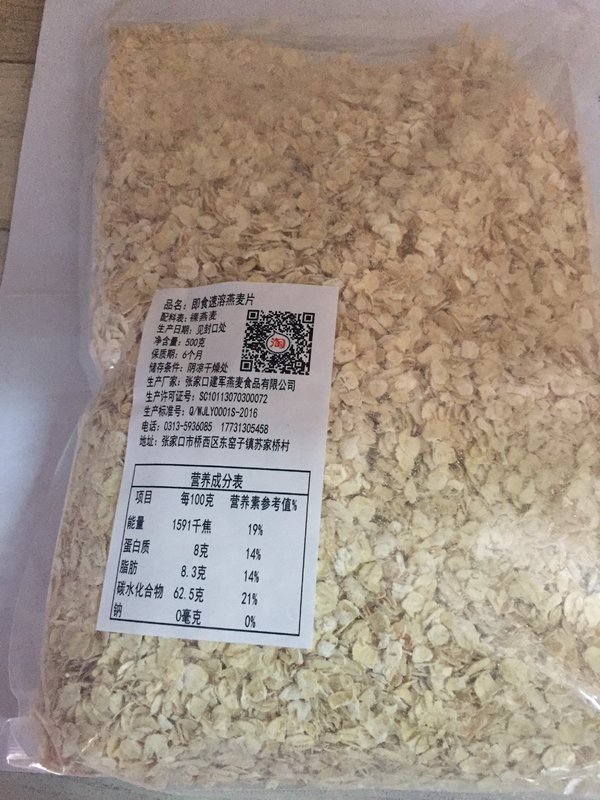 品名: 即食速溶燕麦片
配料表: 裸燕麦
生产日期: 见封口处
净含量: 500克
保质期: 6个月
储存条件: 阴凉干燥处
生产厂家: 张家口建军燕麦食品有限公司
生产许可证号: SC10113070300072
生产标准号: Q/WJLY0001S-2016
电话: 0313-5936085 17731305458
地址: 张家口市桥西区东窑子镇苏家桥村
淘
营养成分表
项目 每100克 营养素参考值%
能量 1591千焦 19%
蛋白质 8克 14%
脂肪 8.3克 14%
碳水化合物 62.5克 21%
钠 0毫克 0%